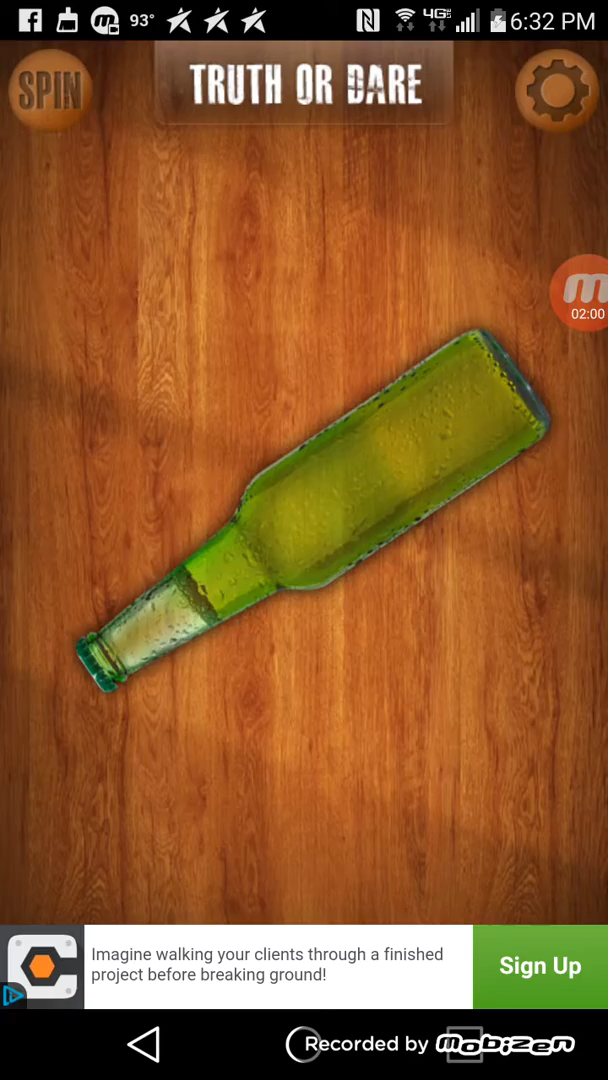 93° 4G 6:32 PM
SPIN
TRUTH OR DARE
02:00
Imagine walking your clients through a finished
project before breaking ground!
Sign Up
Recorded by Mobizen